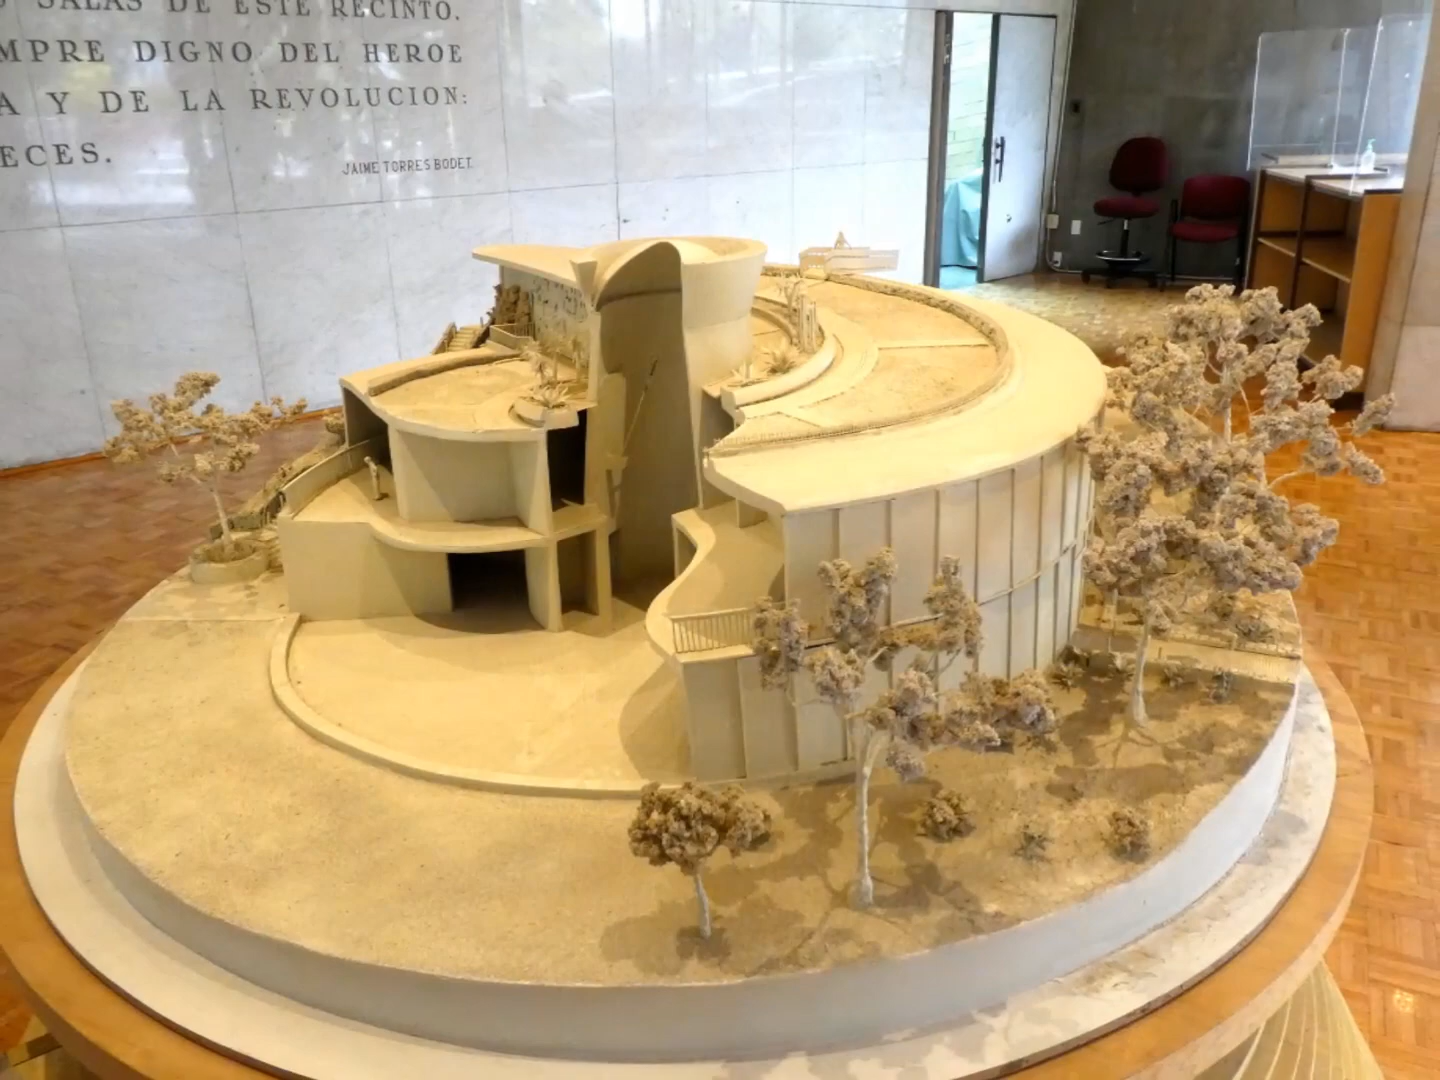 SALAS DE ESTE RECINTO.
MPRE DIGNO DEL HEROE
A Y DE LA REVOLUCION:
ECES.
JAIME TORRES BODET.